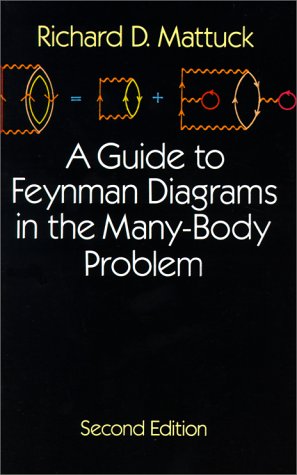 Richard D. Mattuck
= +
A Guide to
Feynman Diagrams
in the Many-Body
Problem
Second Edition